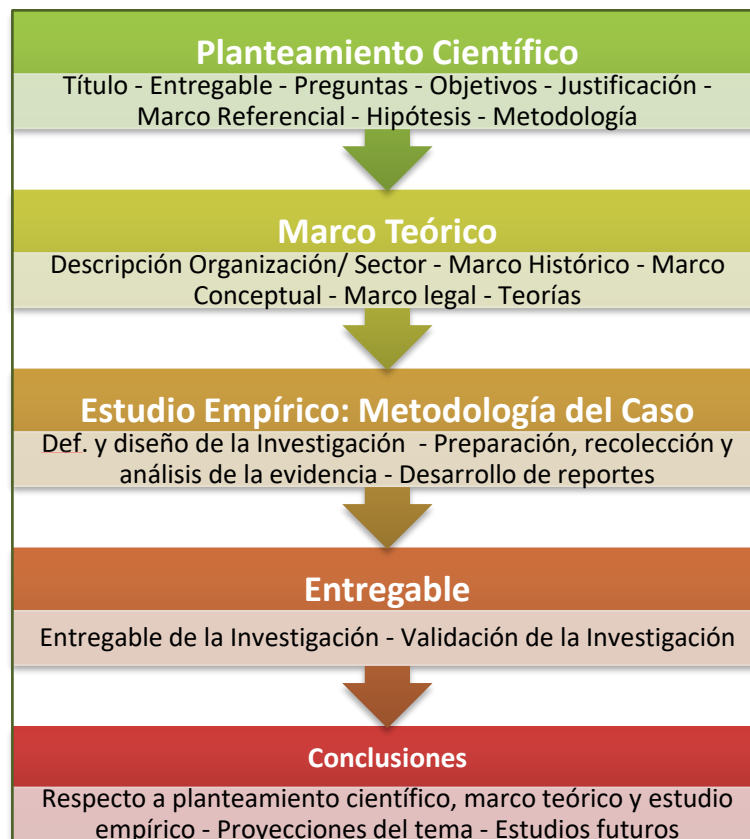 Planteamiento Científico
Título - Entregable - Preguntas - Objetivos - Justificación -
Marco Referencial - Hipótesis - Metodología
Marco Teórico
Descripción Organización/ Sector - Marco Histórico - Marco
Conceptual - Marco legal - Teorías
Estudio Empírico: Metodología del Caso
Def. y diseño de la Investigación - Preparación, recolección y
análisis de la evidencia - Desarrollo de reportes
Entregable
Entregable de la Investigación - Validación de la Investigación
Conclusiones
Respecto a planteamiento científico, marco teórico y estudio
empírico - Proyecciones del tema - Estudios futuros